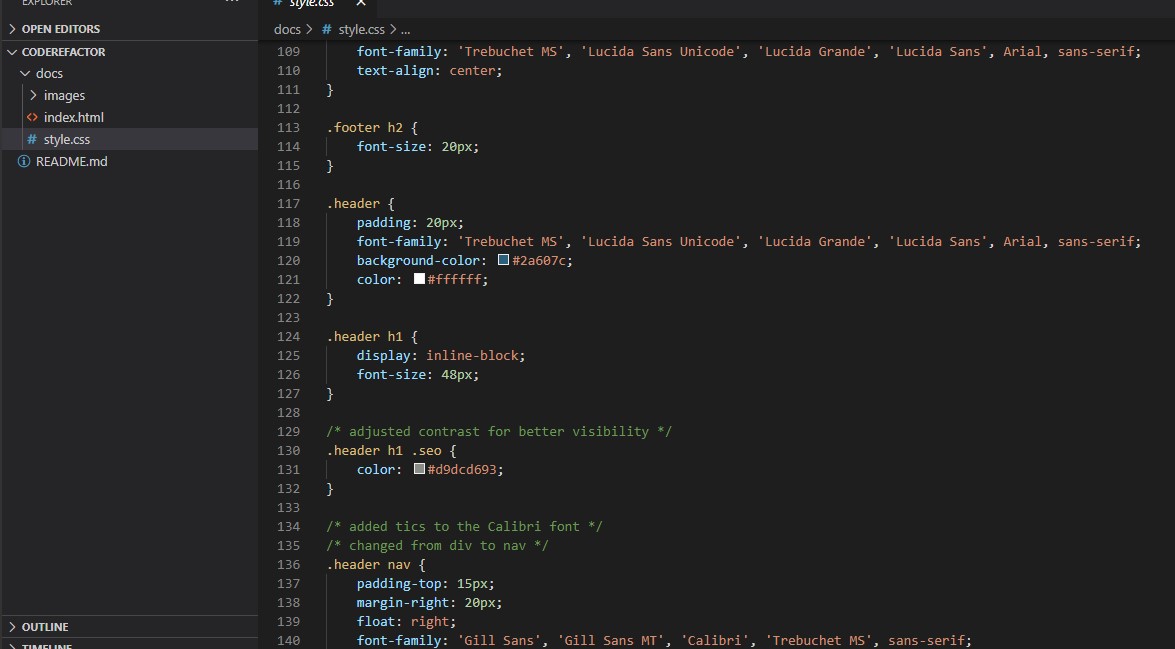 EXPLORER
OPEN EDITORS
CODEREFACTOR
docs
images
index.html
# style.css
README.md
OUTLINE
TIMELINE
# style.css ×
docs > # style.css > ...
109 font-family: 'Trebuchet MS', 'Lucida Sans Unicode', 'Lucida Grande', 'Lucida Sans', Arial, sans-serif;
110 text-align: center;
111 }
112
113 .footer h2 {
114 font-size: 20px;
115 }
116
117 .header {
118 padding: 20px;
119 font-family: 'Trebuchet MS', 'Lucida Sans Unicode', 'Lucida Grande', 'Lucida Sans', Arial, sans-serif;
120 background-color: #2a607c;
121 color: #ffffff;
122 }
123
124 .header h1 {
125 display: inline-block;
126 font-size: 48px;
127 }
128
129 /* adjusted contrast for better visibility */
130 .header h1 .seo {
131 color: #d9dcd693;
132 }
133
134 /* added tics to the Calibri font */
135 /* changed from div to nav */
136 .header nav {
137 padding-top: 15px;
138 margin-right: 20px;
139 float: right;
140 font-family: 'Gill Sans', 'Gill Sans MT', 'Calibri', 'Trebuchet MS', sans-serif;